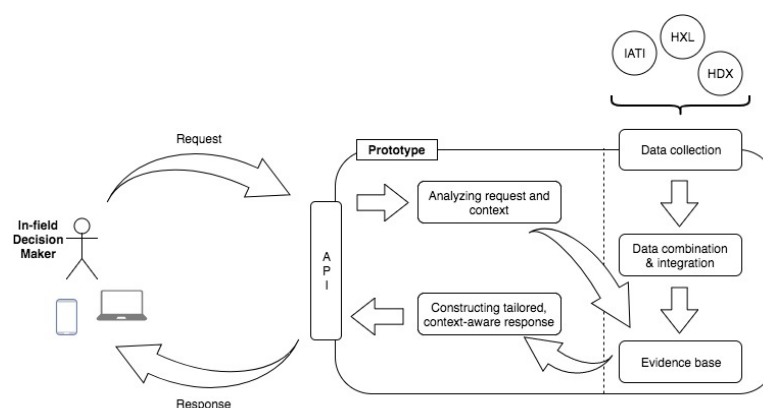 IATI
HXL
HDX
Request
Prototype
Data collection
Analyzing request and
context
In-field
Decision
Maker
A
P
I
Data combination
& integration
Constructing tailored,
context-aware response
Evidence base
Response